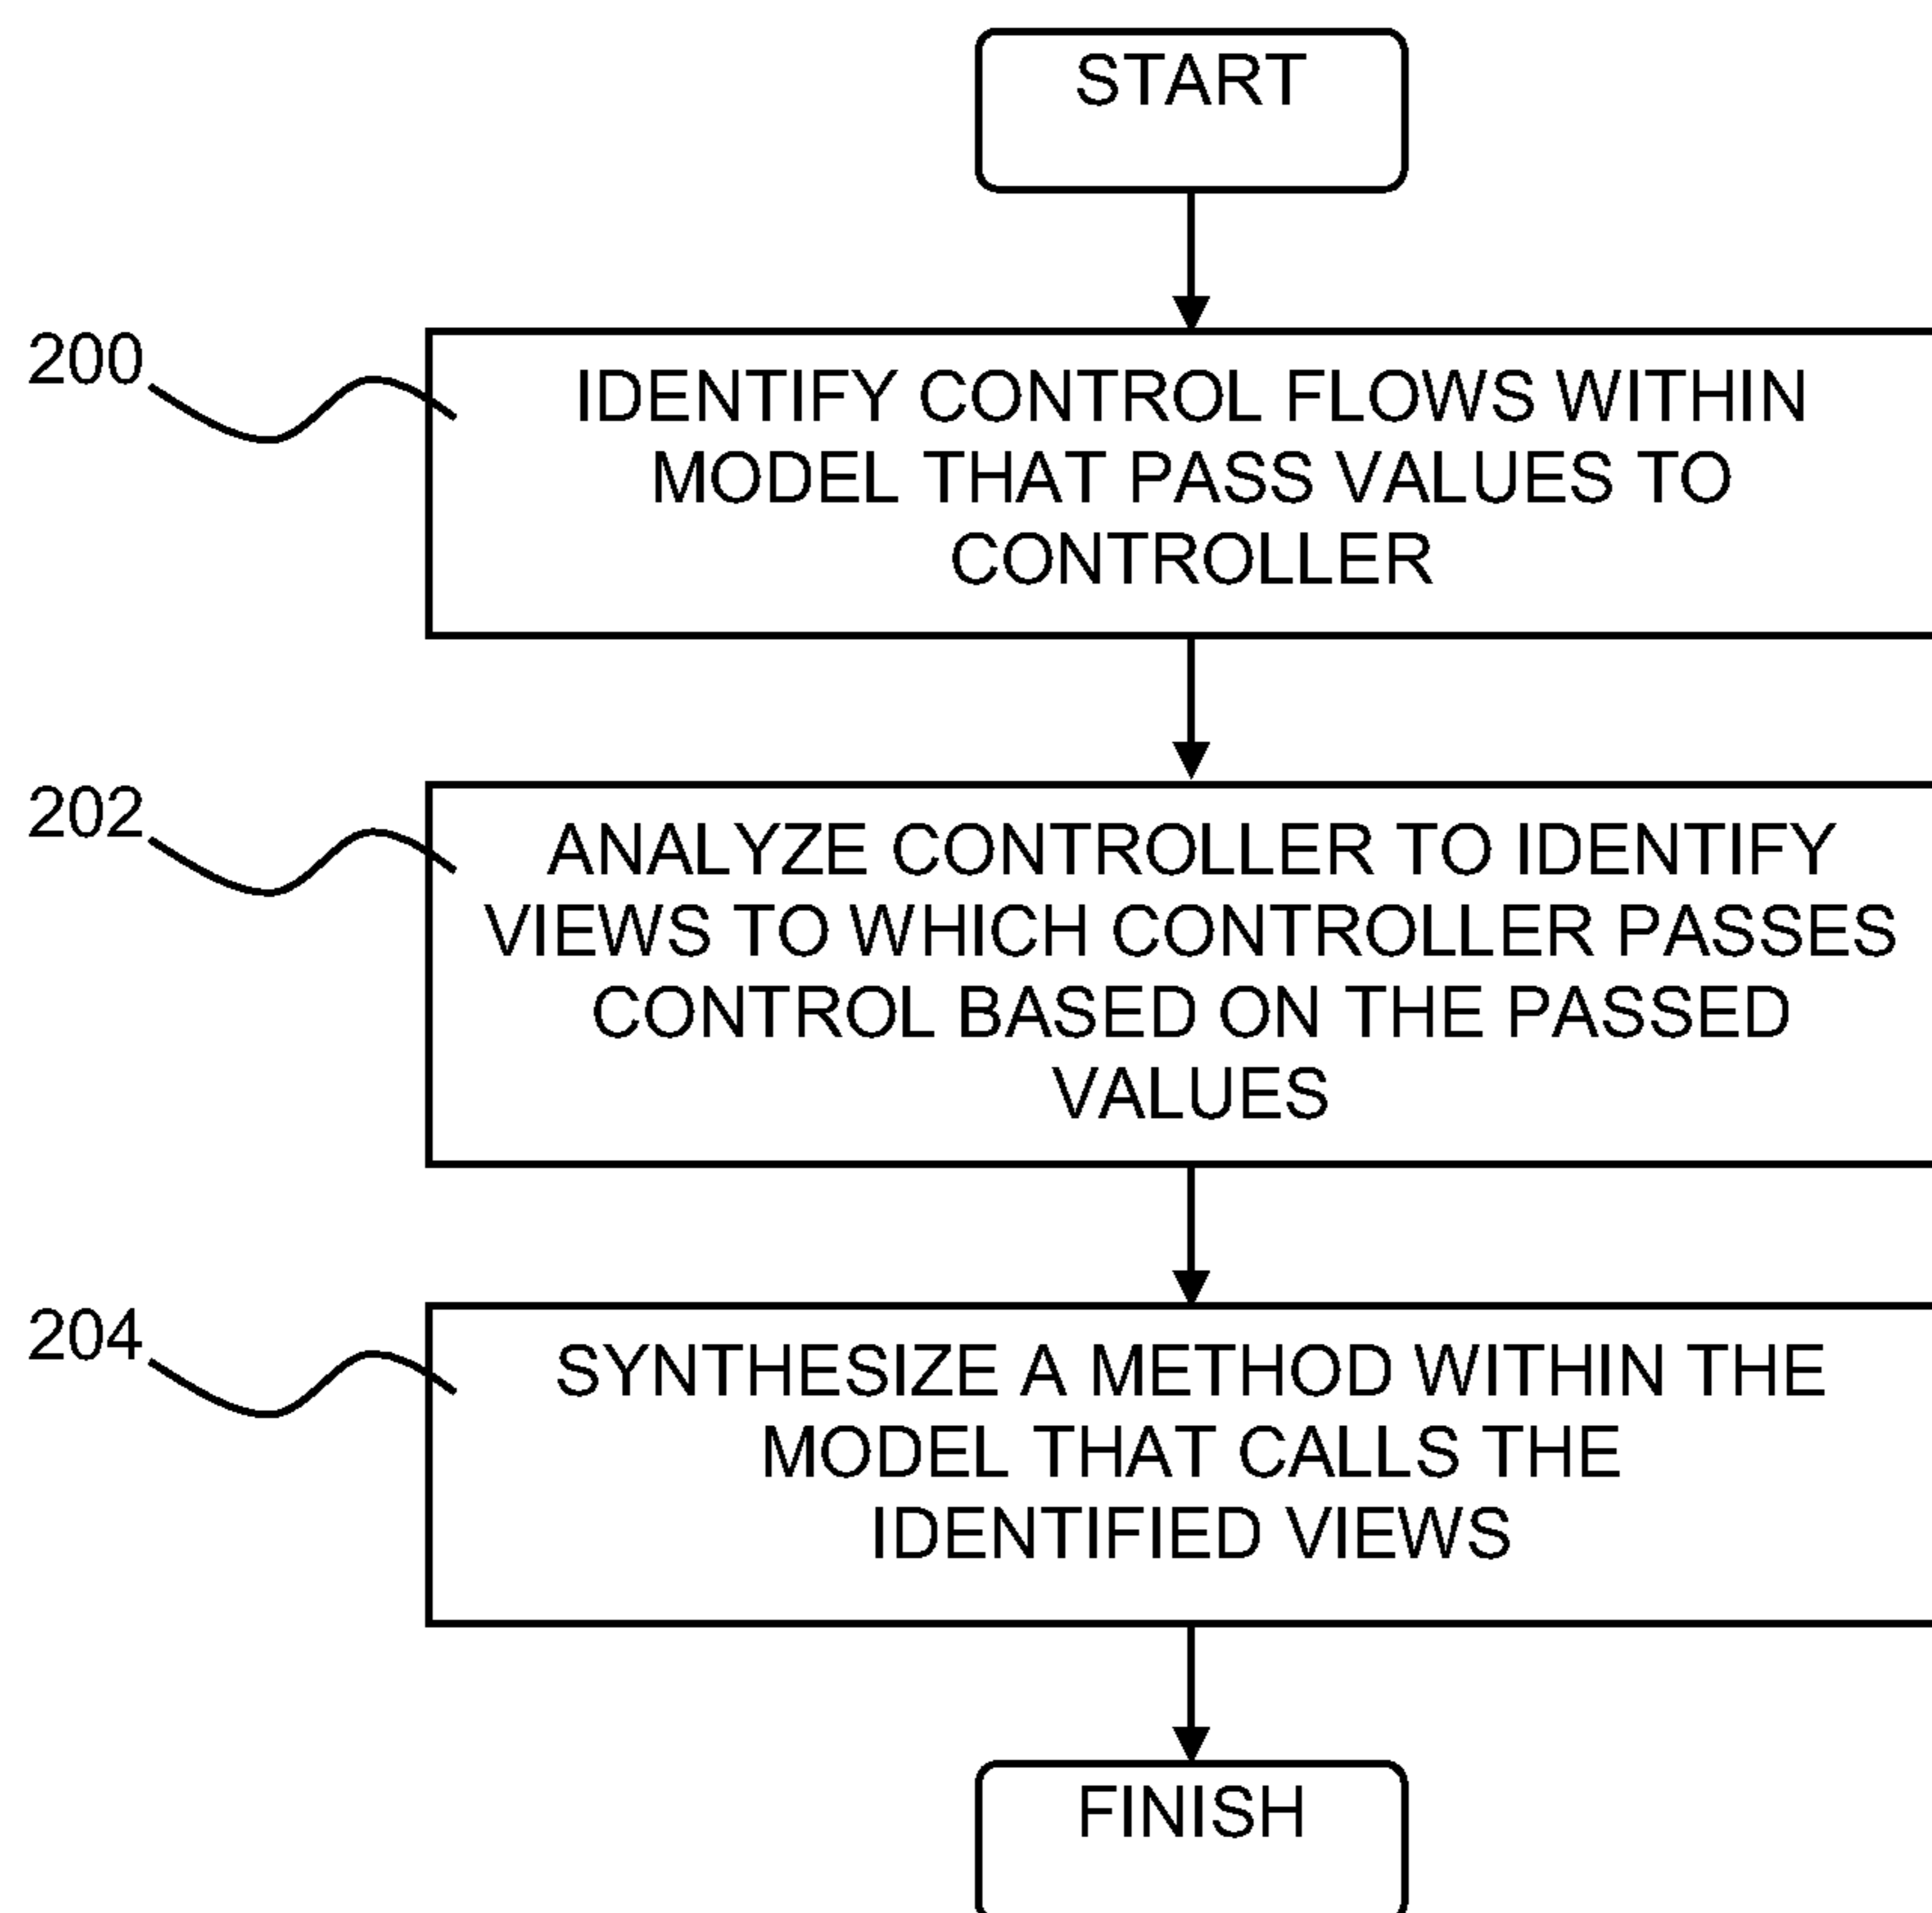 START
200
IDENTIFY CONTROL FLOWS WITHIN
MODEL THAT PASS VALUES TO
CONTROLLER
202
ANALYZE CONTROLLER TO IDENTIFY
VIEWS TO WHICH CONTROLLER PASSES
CONTROL BASED ON THE PASSED
VALUES
204
SYNTHESIZE A METHOD WITHIN THE
MODEL THAT CALLS THE
IDENTIFIED VIEWS
FINISH